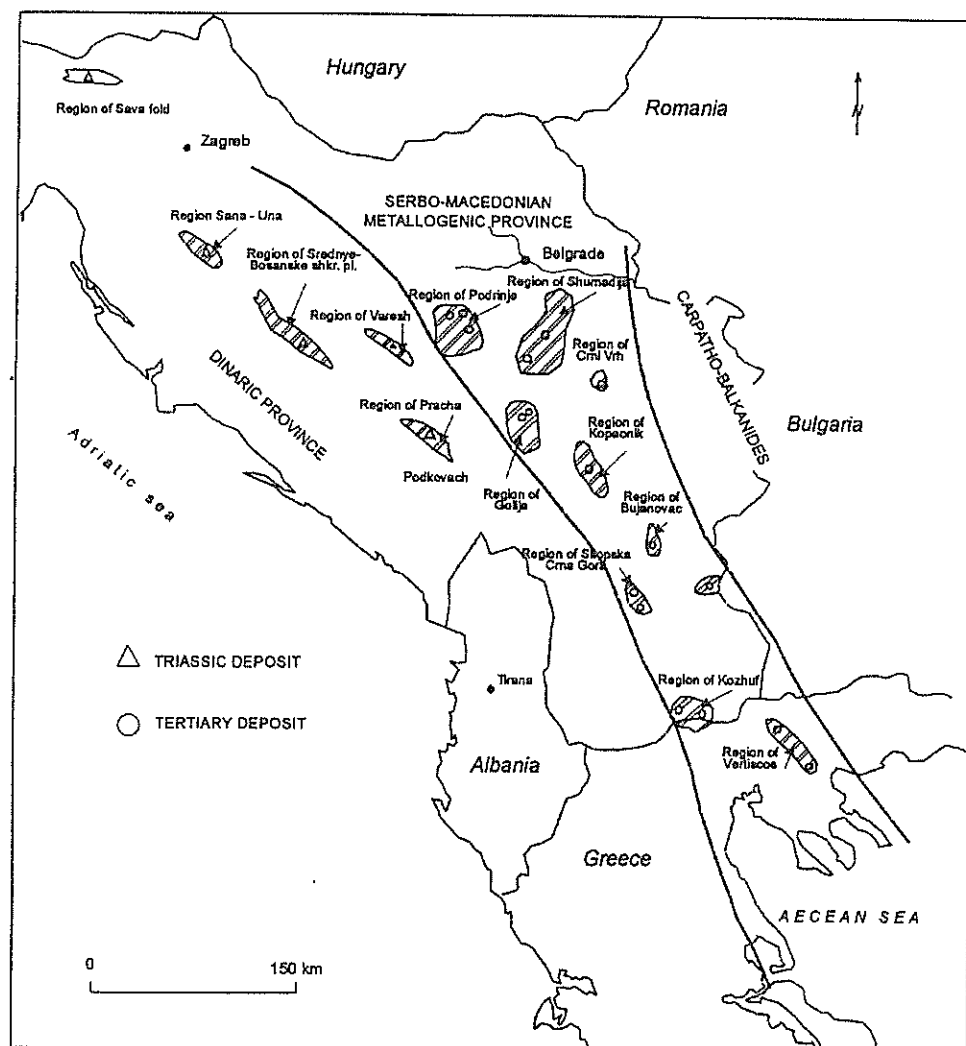 Hungary
Romania
N
Region of Sava fold
Zagreb
SERBO-MACEDONIAN
METALLOGENIC PROVINCE
Region Sana - Una
Belgrade
Region of Srednye-
Bosanske shkr. pl.
Region of Podrinje
Region of Shumadija
Region of Varesh
Region of
Crni Vrh
CARPATHO-BALKANIDES
DINARIC PROVINCE
Bulgaria
Region of Pracha
Region of
Kopaonik
Adriatic sea
Podkovach
Region of
Golija
Region of
Bujanovac
Region of Skopska
Crna Gora
TRIASSIC DEPOSIT
Tirana
Region of Kozhuf
TERTIARY DEPOSIT
Albania
Region of
Vertiscos
Greece
AECEAN SEA
0 150 km